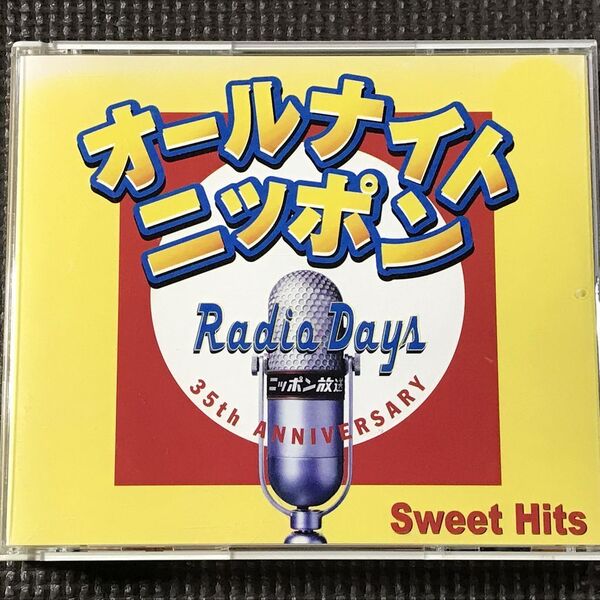 オールナイト
ニッポン
Radio Days
ニッポン放送
35th ANNIVERSARY
Sweet Hits